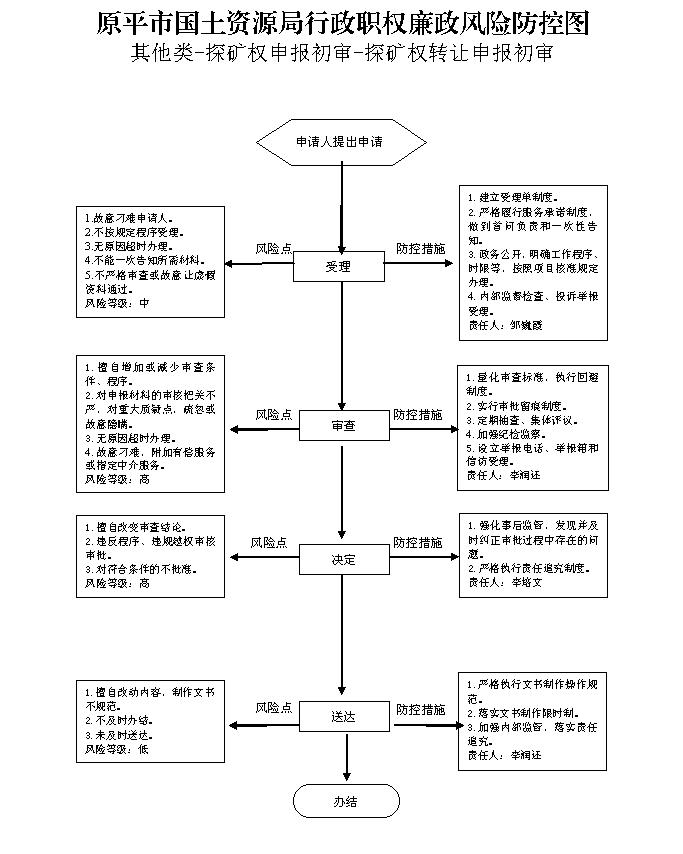 原平市国土资源局行政职权廉政风险防控图
其他类-探矿权申报初审-探矿权转让申报初审
申请人提出申请
1.故意刁难申请人。
2.不按规定程序受理。
3.无原因超时办理。
4.不能一次告知所需材料。
5.不严格审查或故意让虚假
资料通过。
风险等级：中
风险点
受理
防控措施
1. 建立受理单制度。
2. 严格履行服务承诺制度，
做到首问负责和一次性告
知。
3. 政务公开，明确工作程序、
时限等，按照项目核准规定
办理。
4. 内部监督检查、投诉举报
受理。
责任人：邹巍霞
1. 擅自增加或减少审查条
件、程序。
2. 对申报材料的审核把关不
严，对重大质疑点，疏忽或
故意隐瞒。
3. 无原因超时办理。
4. 故意刁难，附加有偿服务
或指定中介服务。
风险等级：高
风险点
审查
防控措施
1. 量化审查标准，执行回避
制度。
2. 实行审批留痕制度。
3. 定期抽查、集体评议。
4. 加强纪检监察。
5. 设立举报电话、举报箱和
信访受理。
责任人：李润还
1. 擅自改变审查结论。
2. 违反程序、违规越权审核
审批。
3. 对符合条件的不批准。
风险等级：高
风险点
决定
防控措施
1. 强化事后监管，发现并及
时纠正审批过程中存在的问
题。
2. 严格执行责任追究制度。
责任人：李培文
1. 擅自改动内容，制作文书
不规范。
2. 不及时办结。
3. 未及时送达。
风险等级：低
风险点
送达
防控措施
1. 严格执行文书制作操作规
范。
2. 落实文书制作限时制。
3. 加强内部监管，落实责任
追究。
责任人：李润还
办结